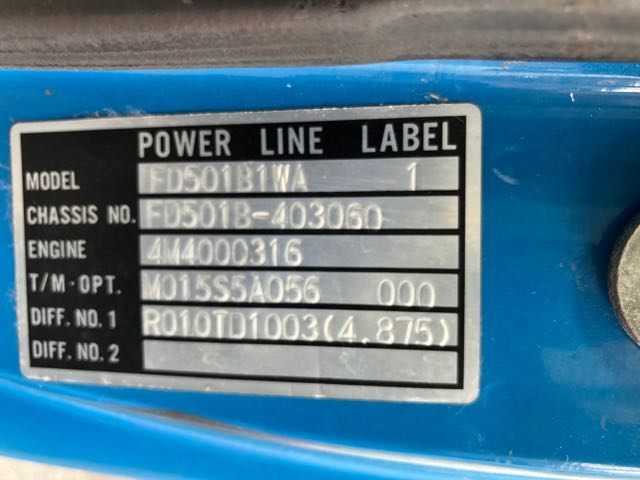 POWER LINE LABEL
MODEL FD501B1WA 1
CHASSIS NO. FD501B-403060
ENGINE 4M4000316
T/M·OPT. M015S5A056 000
DIFF. NO. 1 R010TD1003(4.875)
DIFF. NO. 2